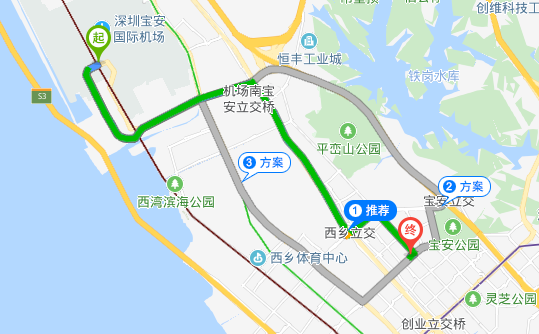 创维科技工
深圳宝安
国际机场
起
恒丰工业城
S3
铁岗水库
机场南宝
安立交桥
平峦山公园
3 方案
2 方案
西湾滨海公园
宝安立交
1 推荐
西乡立交
终
宝安公园
西乡体育中心
灵芝公园
创业立交桥